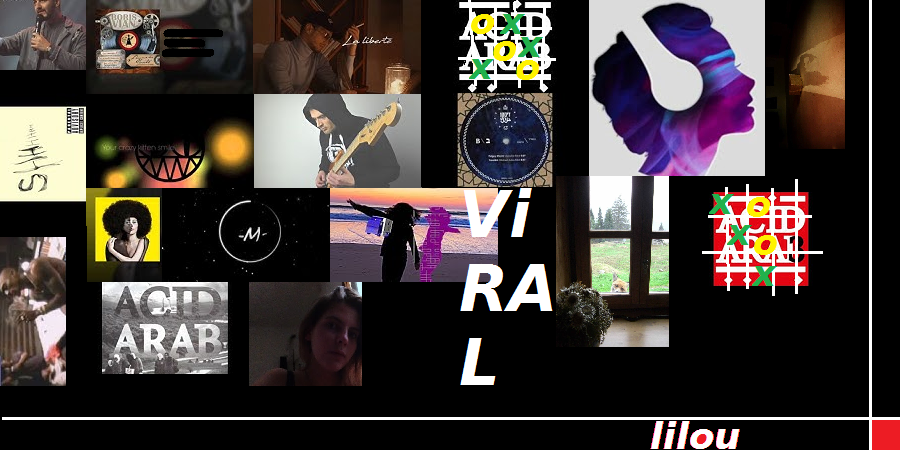 BORIS
VIAN
La liberté
ACID
ARAB
Your crazy kitten smile
B
-M-
Vi
RA
L
ACID
ARAB
ACID
ARAB
lilou